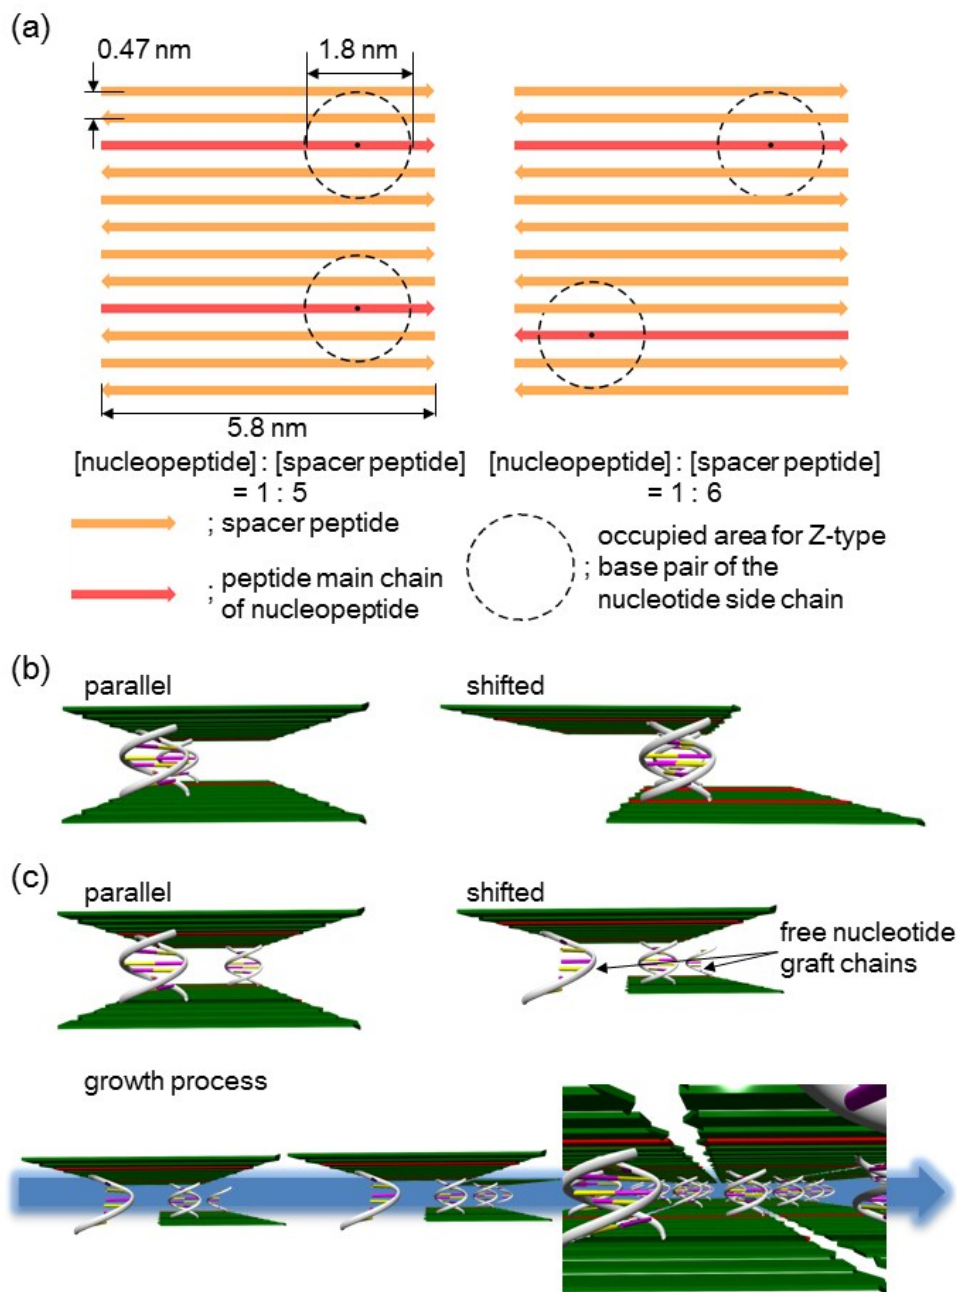 (a)
0.47 nm
1.8 nm
5.8 nm
[nucleopeptide] : [spacer peptide]
= 1 : 5
[nucleopeptide] : [spacer peptide]
= 1 : 6
; spacer peptide
; peptide main chain
of nucleopeptide
occupied area for Z-type
; base pair of the
nucleotide side chain
(b)
parallel
shifted
(c)
parallel
shifted
free nucleotide
graft chains
growth process